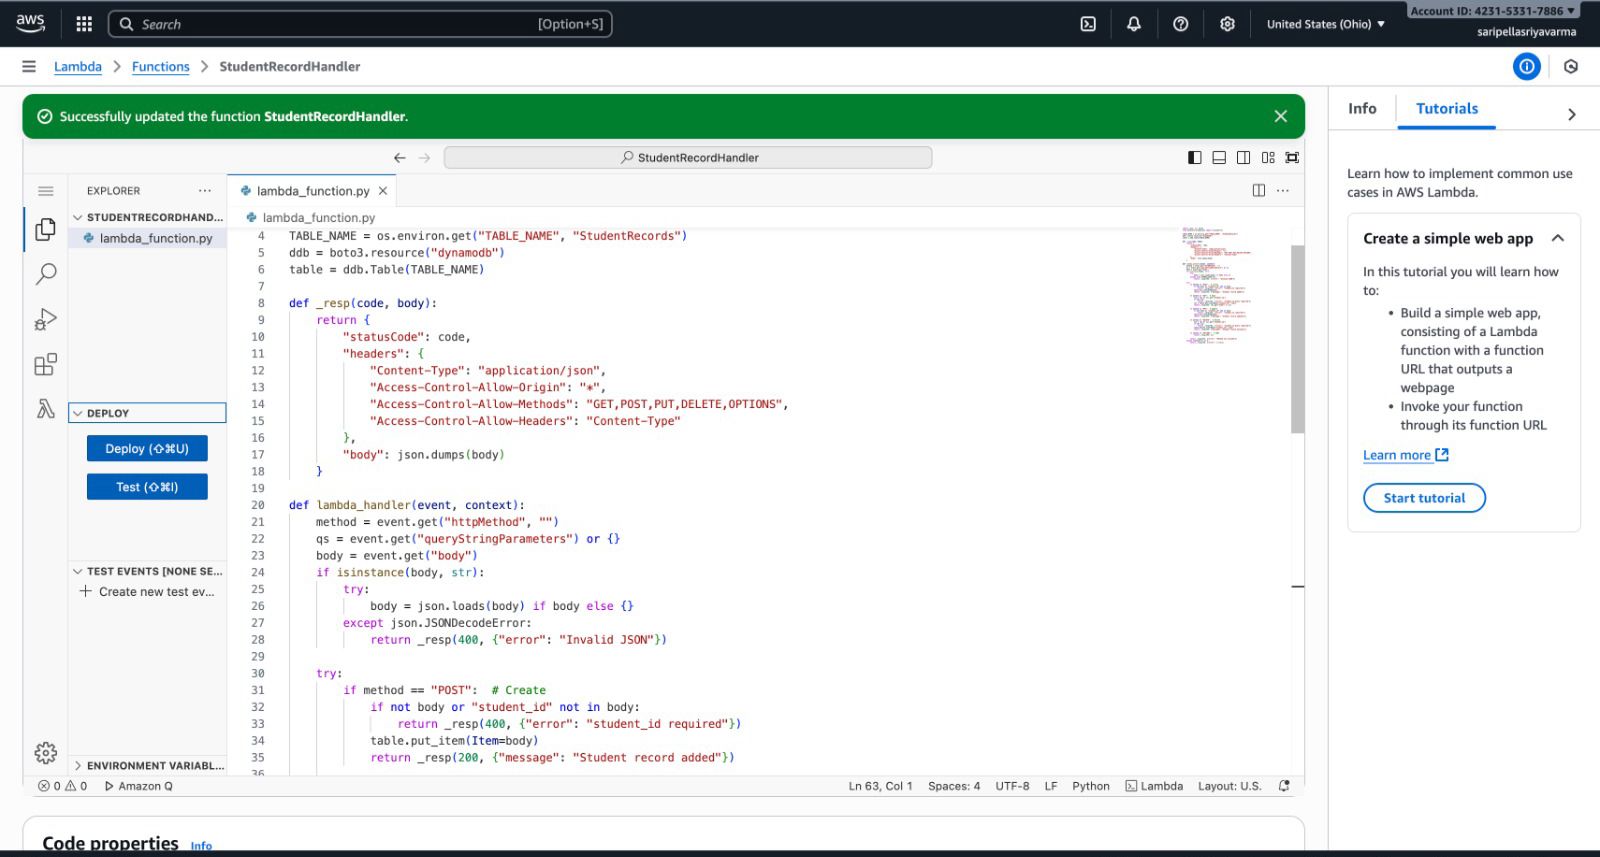 aws
Search
[Option+S]
United States (Ohio)
Account ID: 4231-5331-7886
saripellasriyavarma
Lambda
Functions
StudentRecordHandler
Successfully updated the function StudentRecordHandler.
StudentRecordHandler
EXPLORER
STUDENTRECORDHAND...
lambda_function.py
DEPLOY
Deploy (⇧⌘U)
Test (⇧⌘I)
TEST EVENTS [NONE SE...
Create new test ev...
ENVIRONMENT VARIABL...
lambda_function.py
lambda_function.py
4 TABLE_NAME = os.environ.get("TABLE_NAME", "StudentRecords")
5 ddb = boto3.resource("dynamodb")
6 table = ddb.Table(TABLE_NAME)
7
8 def _resp(code, body):
9     return {
10         "statusCode": code,
11         "headers": {
12             "Content-Type": "application/json",
13             "Access-Control-Allow-Origin": "*",
14             "Access-Control-Allow-Methods": "GET,POST,PUT,DELETE,OPTIONS",
15             "Access-Control-Allow-Headers": "Content-Type"
16         },
17         "body": json.dumps(body)
18     }
19
20 def lambda_handler(event, context):
21     method = event.get("httpMethod", "")
22     qs = event.get("queryStringParameters") or {}
23     body = event.get("body")
24     if isinstance(body, str):
25         try:
26             body = json.loads(body) if body else {}
27         except json.JSONDecodeError:
28             return _resp(400, {"error": "Invalid JSON"})
29
30     try:
31         if method == "POST":  # Create
32             if not body or "student_id" not in body:
33                 return _resp(400, {"error": "student_id required"})
34             table.put_item(Item=body)
35             return _resp(200, {"message": "Student record added"})
36
0 0 Amazon Q
Ln 63, Col 1 Spaces: 4 UTF-8 LF Python Lambda Layout: U.S.
Code properties Info
Info
Tutorials
Learn how to implement common use
cases in AWS Lambda.
Create a simple web app
In this tutorial you will learn how
to:
• Build a simple web app,
consisting of a Lambda
function with a function
URL that outputs a
webpage
• Invoke your function
through its function URL
Learn more
Start tutorial